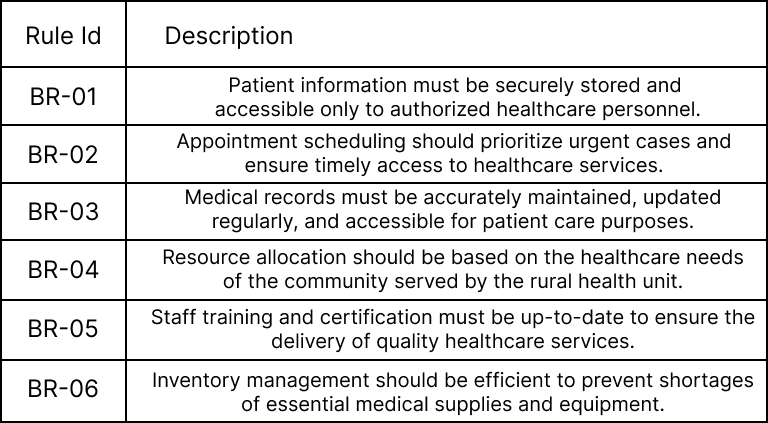 Rule Id Description
BR-01 Patient information must be securely stored and
accessible only to authorized healthcare personnel.
BR-02 Appointment scheduling should prioritize urgent cases and
ensure timely access to healthcare services.
BR-03 Medical records must be accurately maintained, updated
regularly, and accessible for patient care purposes.
BR-04 Resource allocation should be based on the healthcare needs
of the community served by the rural health unit.
BR-05 Staff training and certification must be up-to-date to ensure the
delivery of quality healthcare services.
BR-06 Inventory management should be efficient to prevent shortages
of essential medical supplies and equipment.